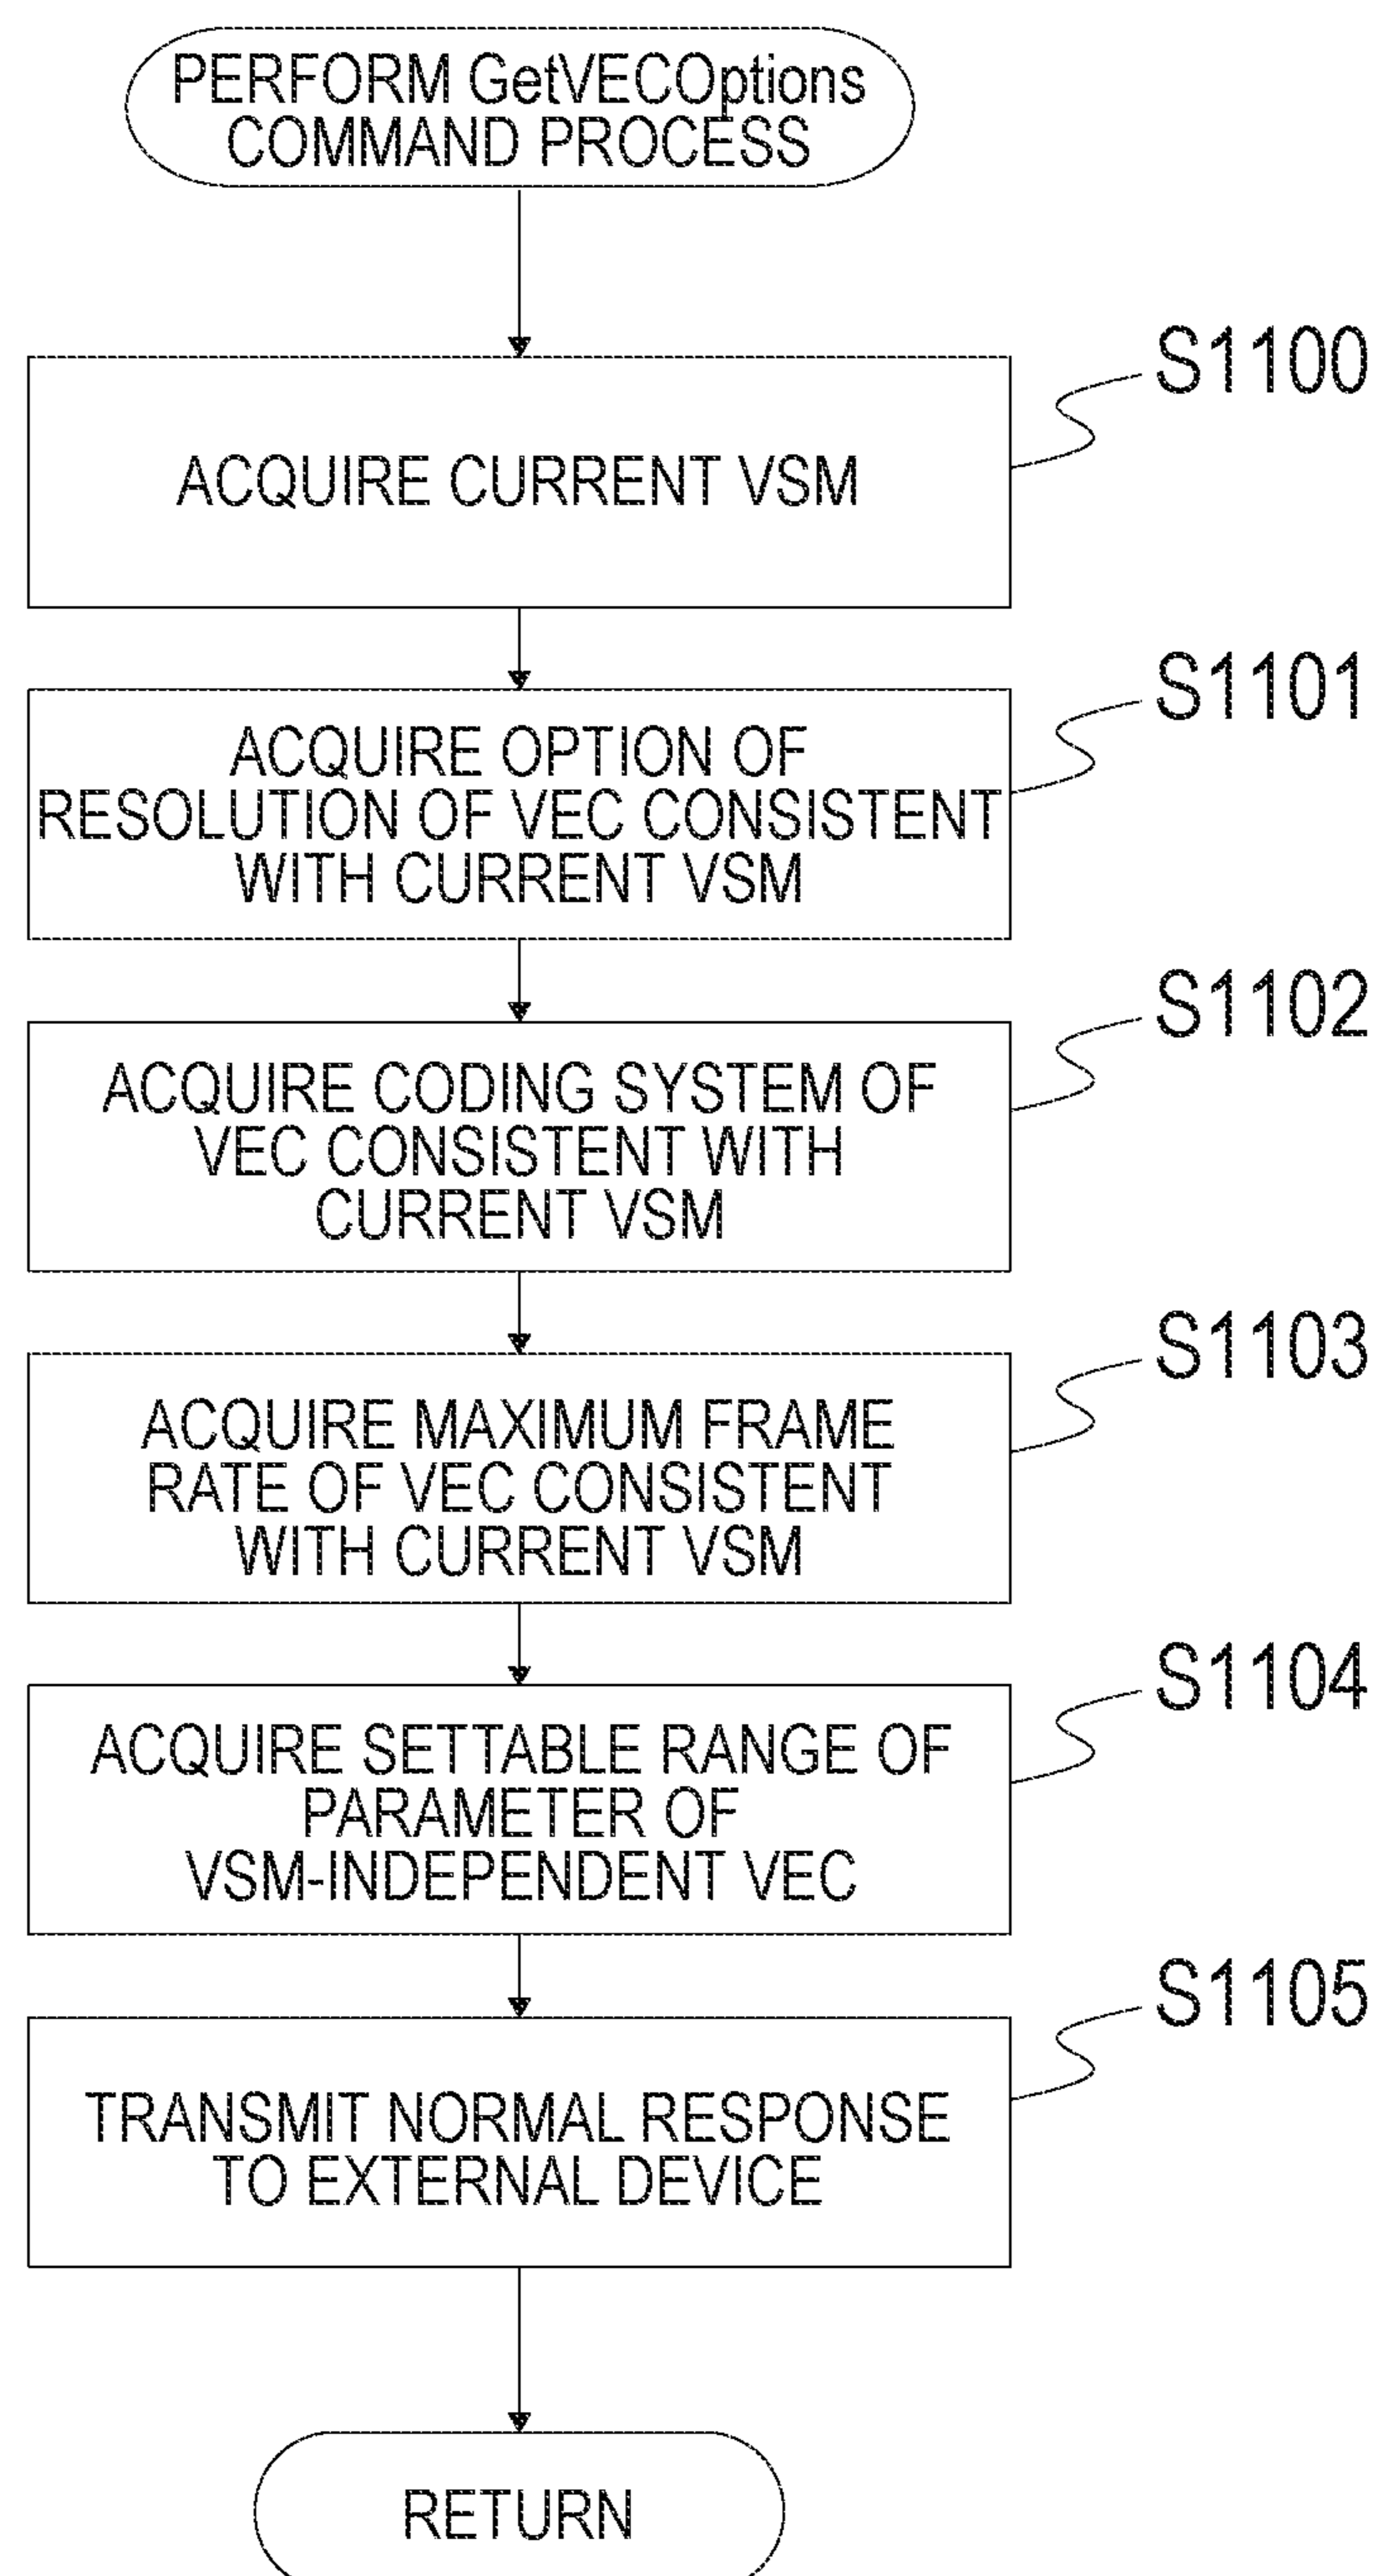 PERFORM GetVECOptions
COMMAND PROCESS
S1100
ACQUIRE CURRENT VSM
S1101
ACQUIRE OPTION OF
RESOLUTION OF VEC CONSISTENT
WITH CURRENT VSM
S1102
ACQUIRE CODING SYSTEM OF
VEC CONSISTENT WITH
CURRENT VSM
S1103
ACQUIRE MAXIMUM FRAME
RATE OF VEC CONSISTENT
WITH CURRENT VSM
S1104
ACQUIRE SETTABLE RANGE OF
PARAMETER OF
VSM-INDEPENDENT VEC
S1105
TRANSMIT NORMAL RESPONSE
TO EXTERNAL DEVICE
RETURN